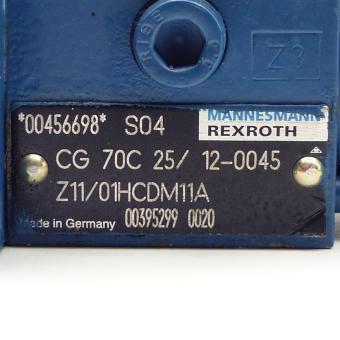 Z?
*00456698* S04
MANNESMANN
REXROTH
CG 70C 25/ 12-0045
Z11/01HCDM11A
Made in Germany 00395299 0020